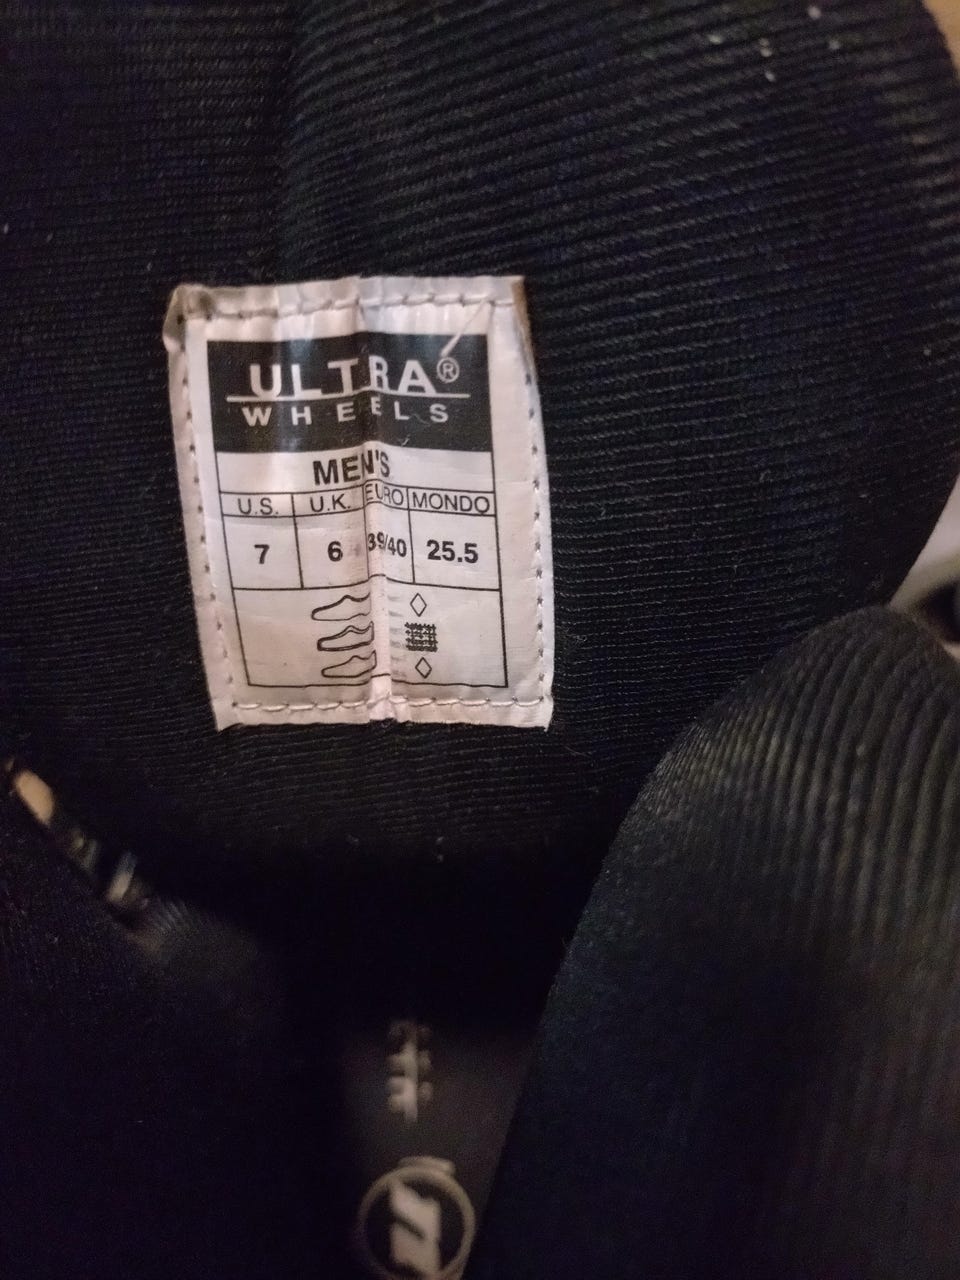 ULTRA®
WHEELS
MEN'S
U.S. U.K. EURO MONDO
7 6 39/40 25.5